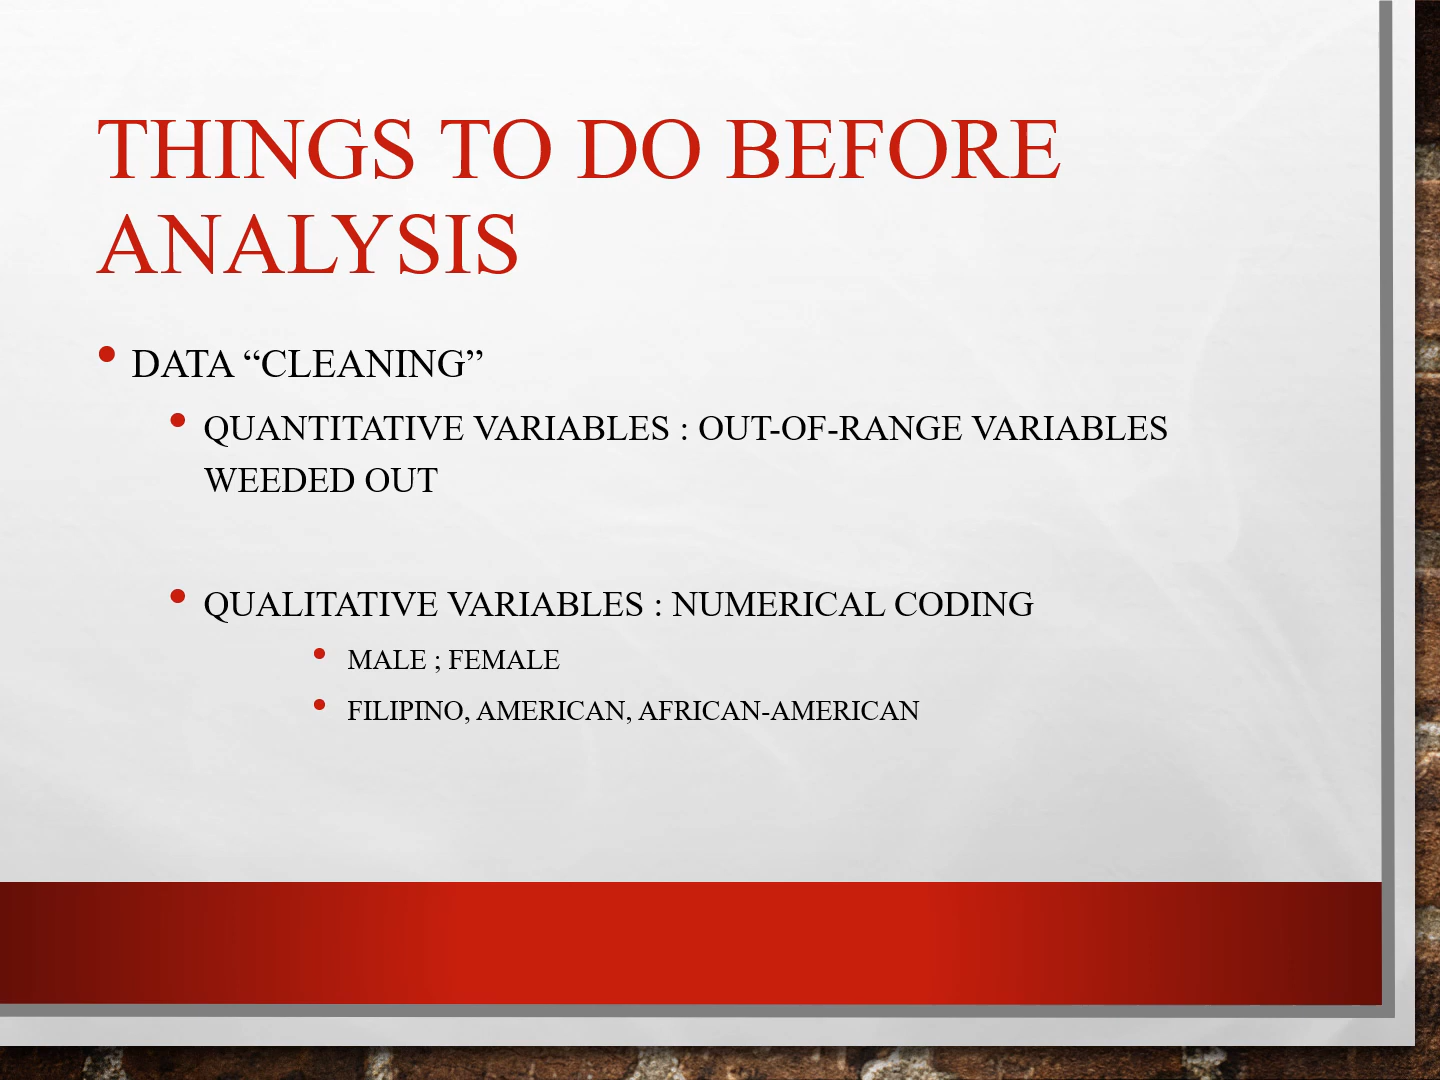 THINGS TO DO BEFORE
ANALYSIS
• DATA “CLEANING”
• QUANTITATIVE VARIABLES : OUT-OF-RANGE VARIABLES
WEEDED OUT
• QUALITATIVE VARIABLES : NUMERICAL CODING
• MALE ; FEMALE
• FILIPINO, AMERICAN, AFRICAN-AMERICAN